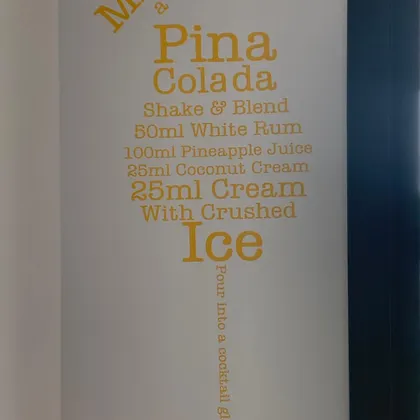 a
Pina
Colada
Shake & Blend
50ml White Rum
100ml Pineapple Juice
25ml Coconut Cream
25ml Cream
With Crushed
Ice
Pour into a cocktail